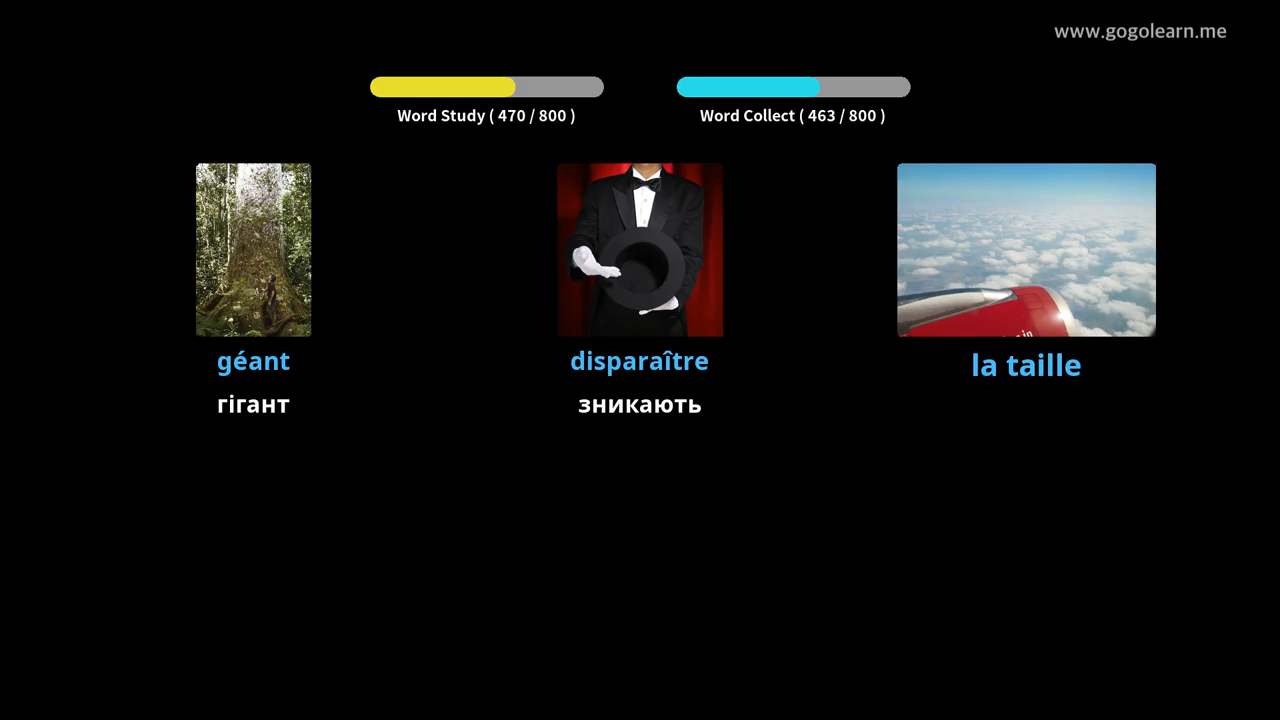 www.gogolearn.me
Word Study ( 470 / 800 )
Word Collect ( 463 / 800 )
géant
disparaître
la taille
гігант
зникають